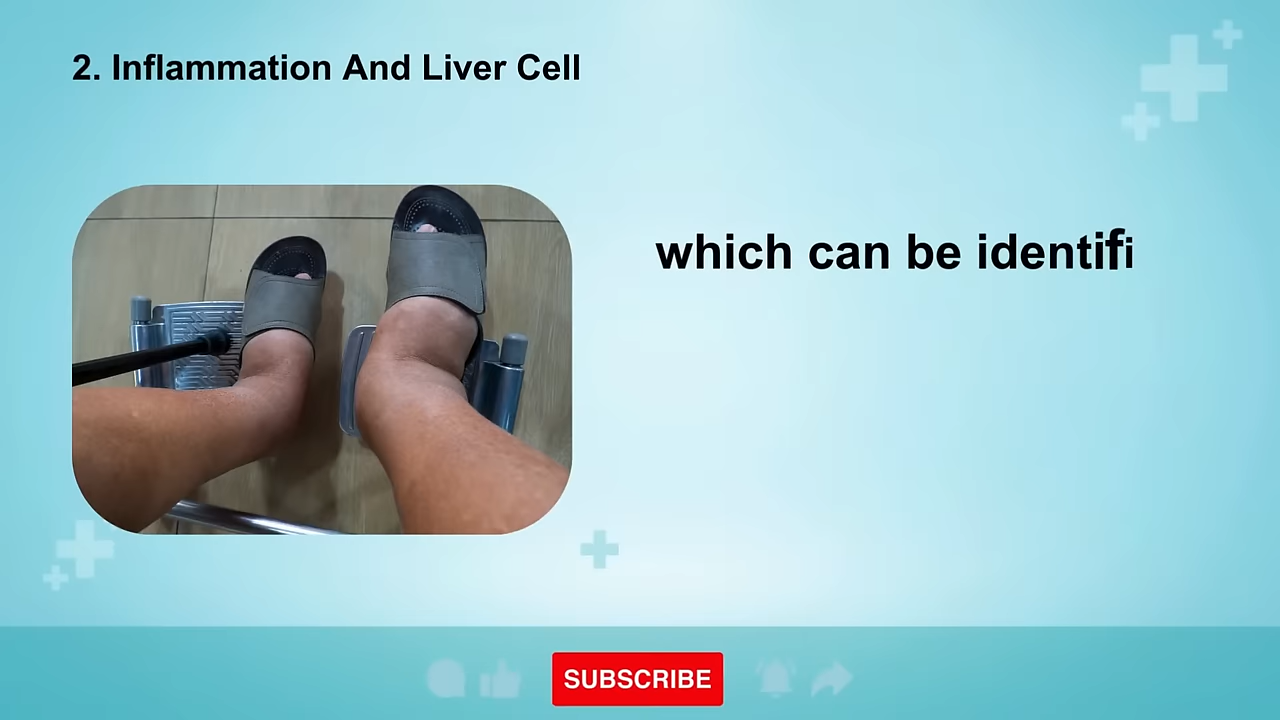 2. Inflammation And Liver Cell
which can be identifi
SUBSCRIBE